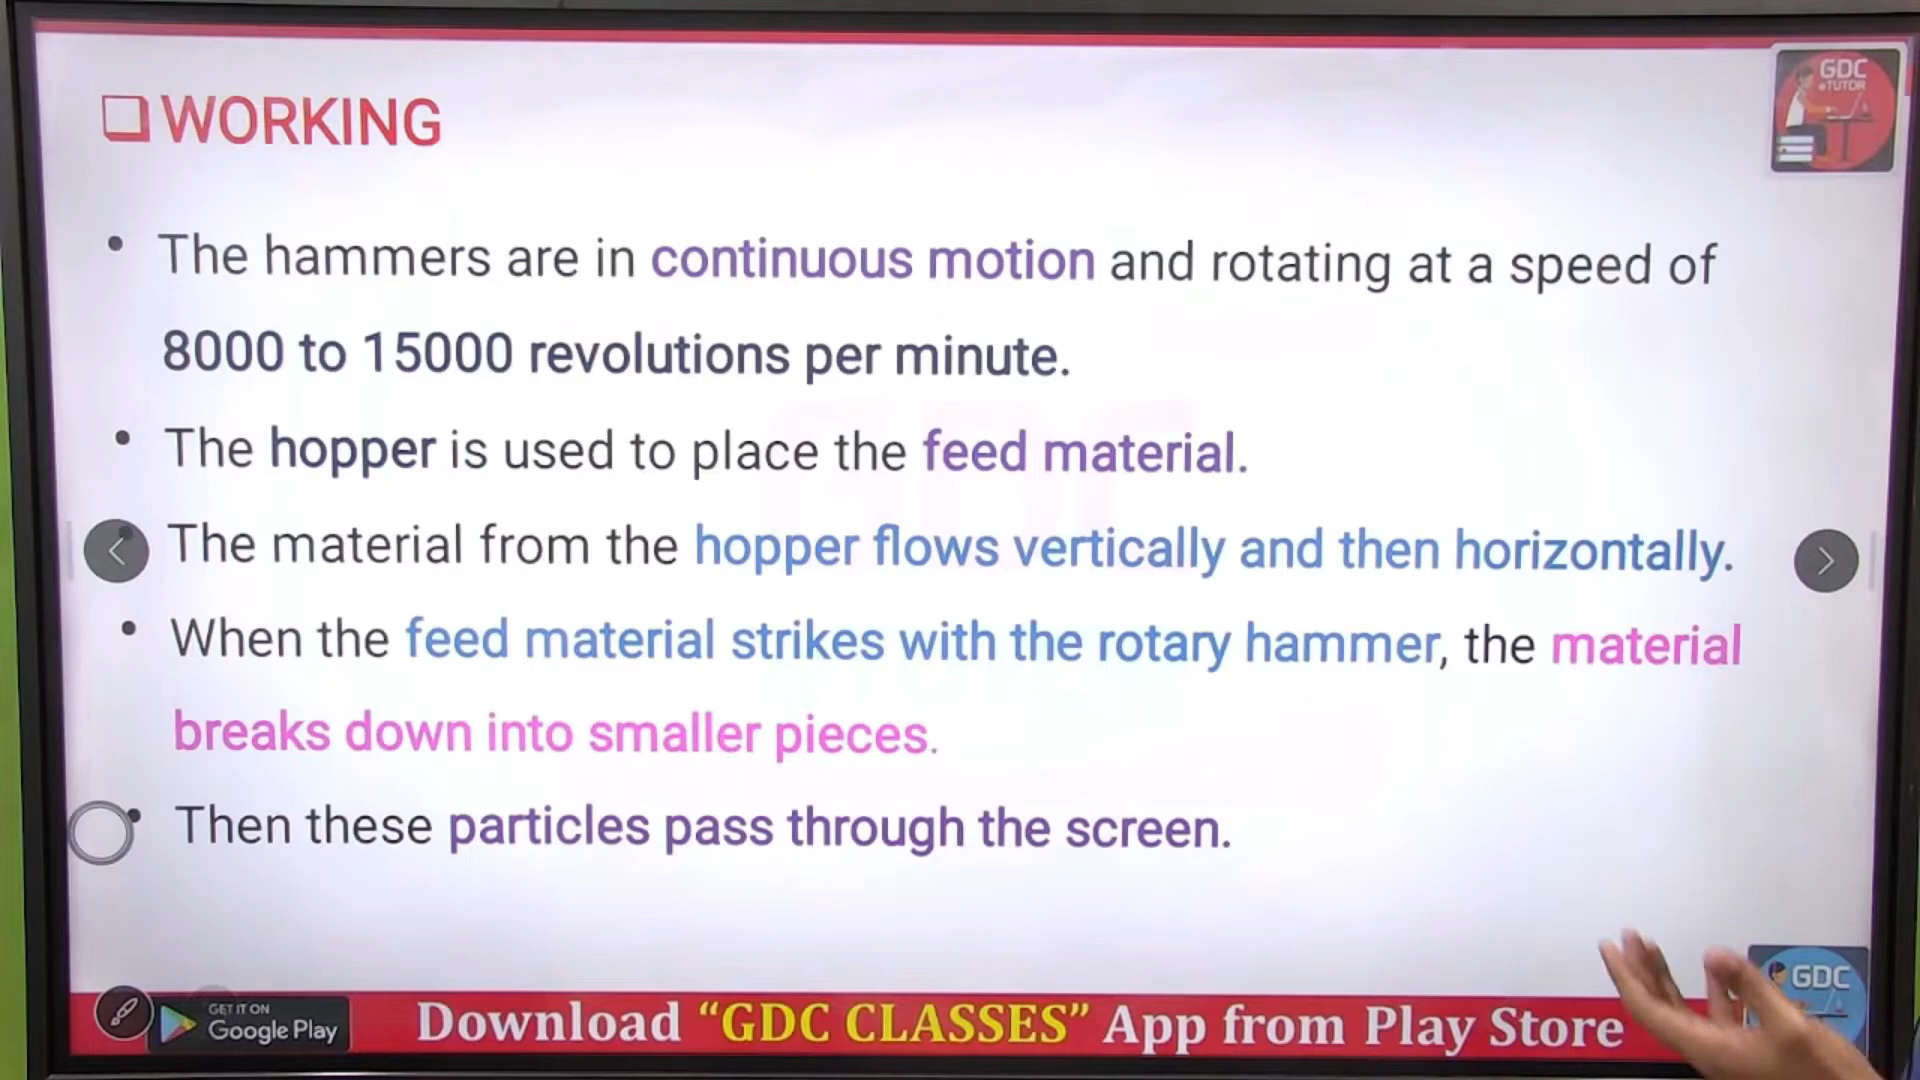 WORKING
GDC
eTUTOR
• The hammers are in continuous motion and rotating at a speed of
8000 to 15000 revolutions per minute.
• The hopper is used to place the feed material.
• The material from the hopper flows vertically and then horizontally.
• When the feed material strikes with the rotary hammer, the material
breaks down into smaller pieces.
• Then these particles pass through the screen.
GDC
GET IT ON
Google Play
Download “GDC CLASSES” App from Play Store